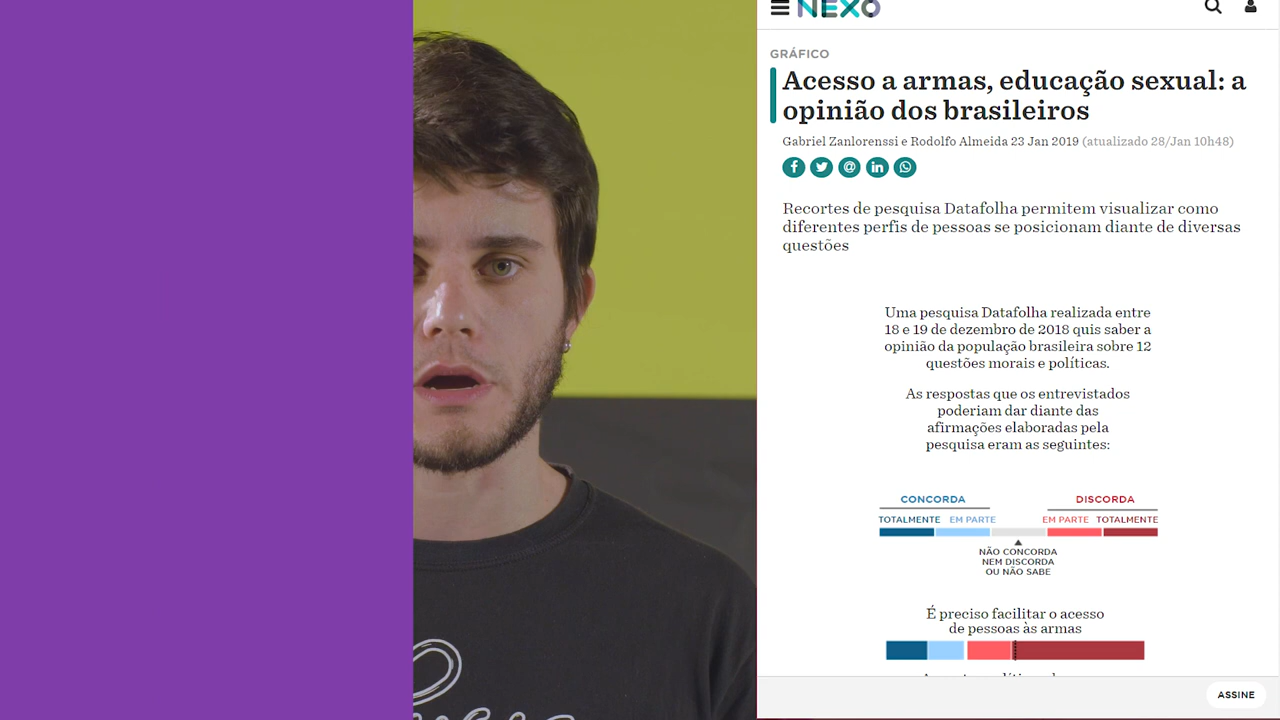 NEXO
GRÁFICO
Acesso a armas, educação sexual: a
opinião dos brasileiros
Gabriel Zanlorenssi e Rodolfo Almeida 23 Jan 2019 (atualizado 28/Jan 10h48)
Recortes de pesquisa Datafolha permitem visualizar como
diferentes perfis de pessoas se posicionam diante de diversas
questões
Uma pesquisa Datafolha realizada entre
18 e 19 de dezembro de 2018 quis saber a
opinião da população brasileira sobre 12
questões morais e políticas.
As respostas que os entrevistados
poderiam dar diante das
afirmações elaboradas pela
pesquisa eram as seguintes:
CONCORDA DISCORDA
TOTALMENTE EM PARTE EM PARTE TOTALMENTE
NÃO CONCORDA
NEM DISCORDA
OU NÃO SABE
É preciso facilitar o acesso
de pessoas às armas
ASSINE